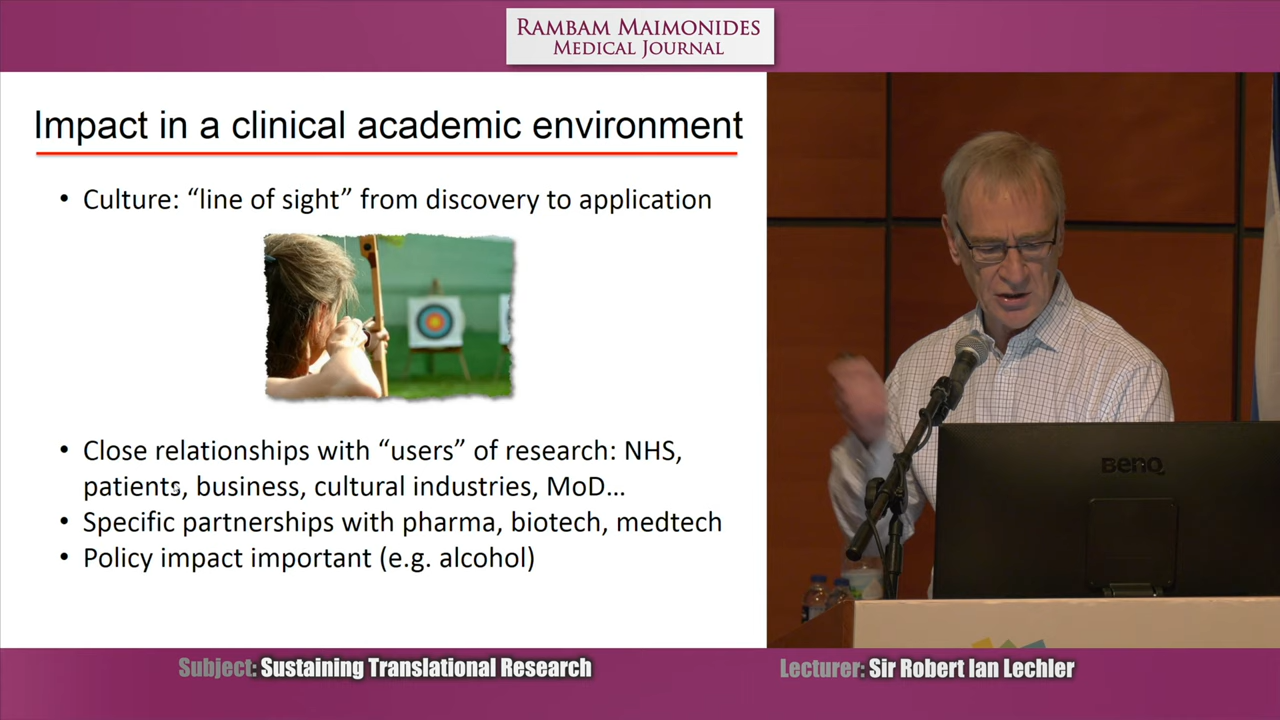 RAMBAM MAIMONIDES
MEDICAL JOURNAL
Impact in a clinical academic environment
• Culture: “line of sight” from discovery to application
• Close relationships with “users” of research: NHS,
patients, business, cultural industries, MoD…
• Specific partnerships with pharma, biotech, medtech
• Policy impact important (e.g. alcohol)
BenQ
Subject: Sustaining Translational Research
Lecturer: Sir Robert Ian Lechler